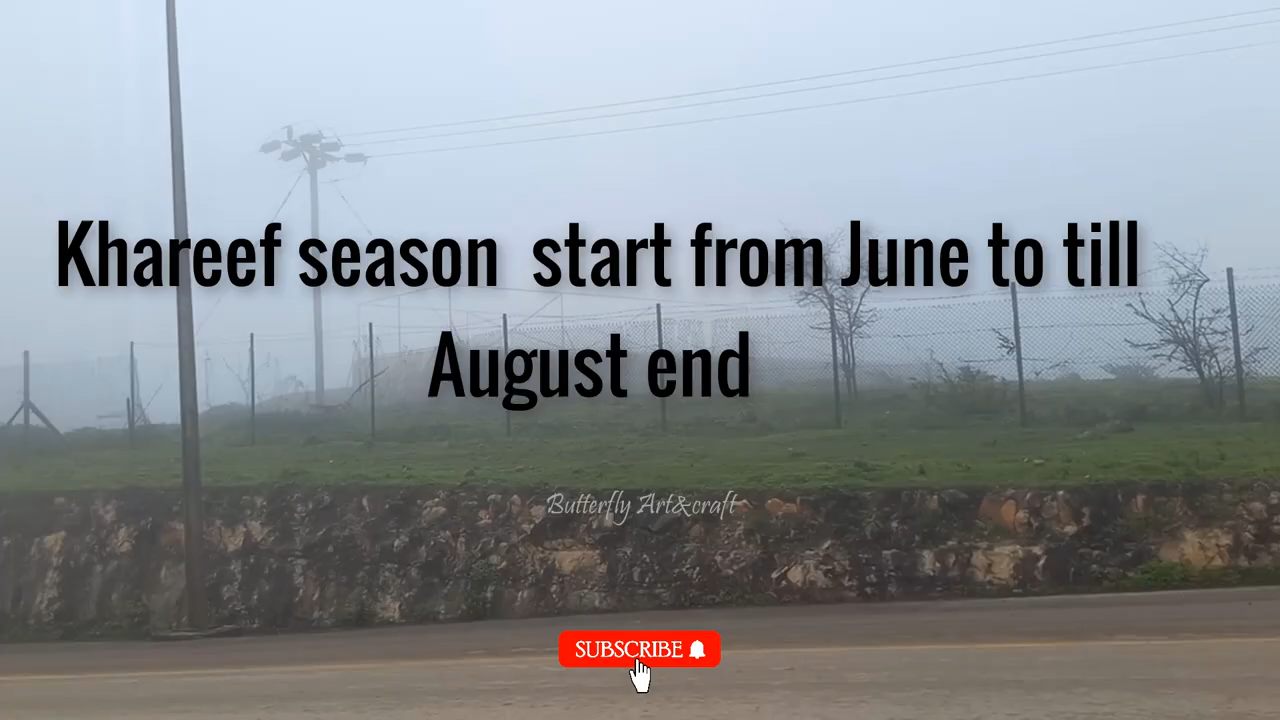 Khareef season  start from June to till
August end
Butterfly Art&craft
SUBSCRIBE